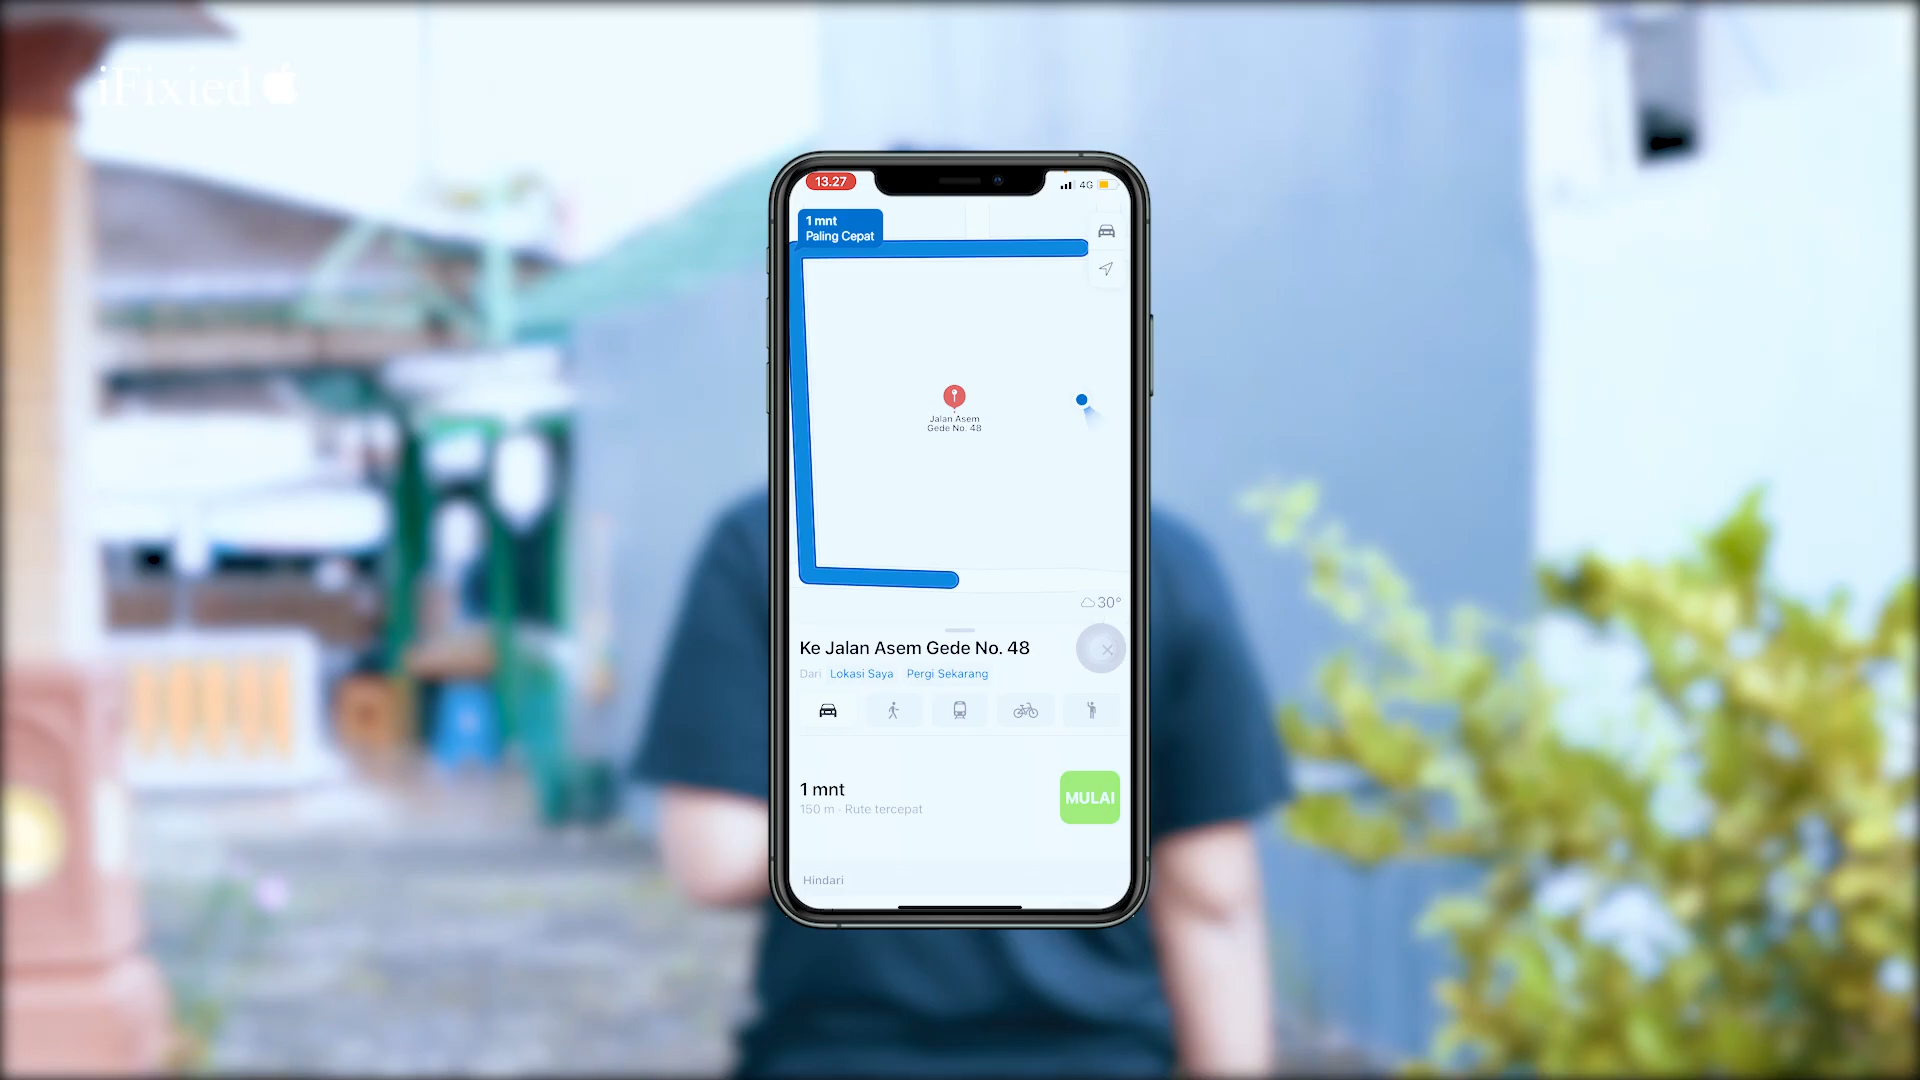 iFixied
13.27
4G
1 mnt
Paling Cepat
Jalan Asem
Gede No. 48
30°
Ke Jalan Asem Gede No. 48
Dari Lokasi Saya Pergi Sekarang
1 mnt
150 m · Rute tercepat
MULAI
Hindari